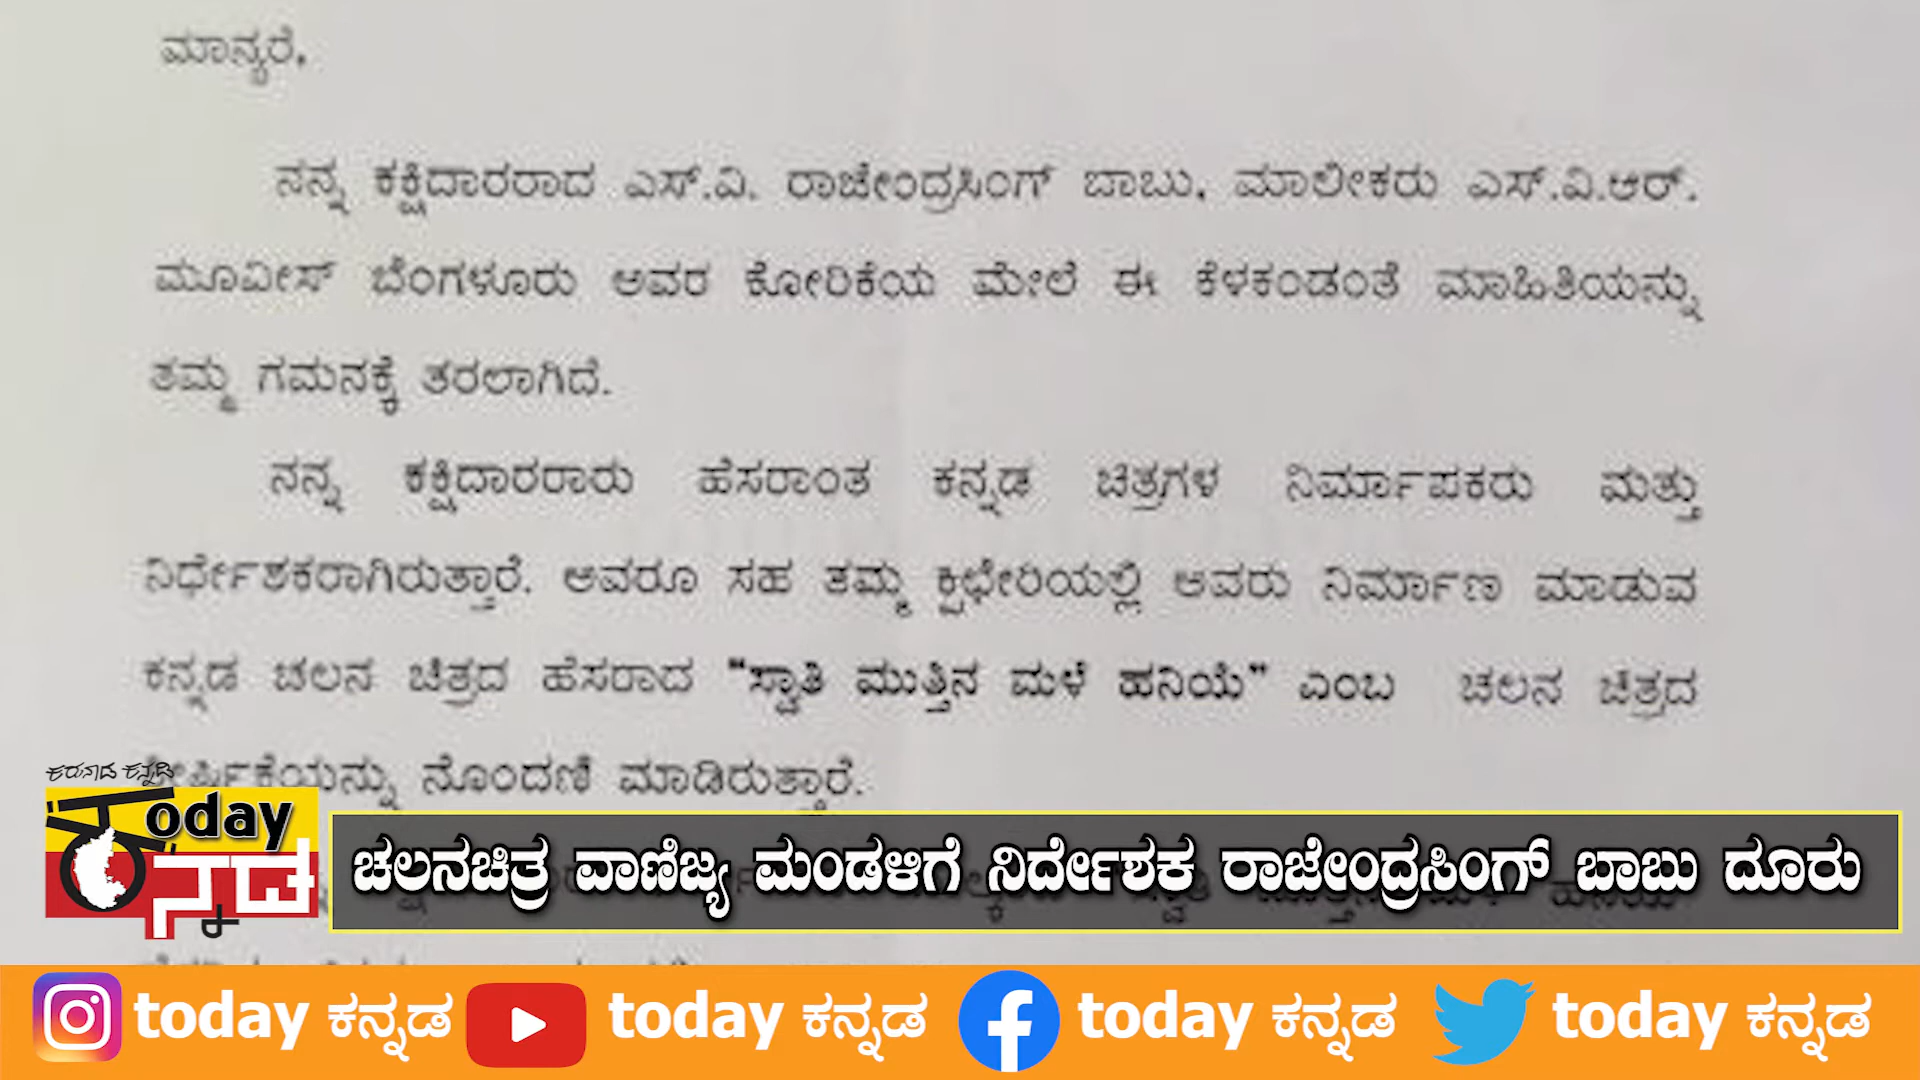 ಮಾನ್ಯರೆ,
ನನ್ನ ಕಕ್ಷಿದಾರರಾದ ಎಸ್.ವಿ. ರಾಜೇಂದ್ರಸಿಂಗ್ ಬಾಬು, ಮಾಲೀಕರು ಎಸ್.ವಿ.ಆರ್.
ಮೂವೀಸ್ ಬೆಂಗಳೂರು ಅವರ ಕೋರಿಕೆಯ ಮೇಲೆ ಈ ಕೆಳಕಂಡಂತೆ ಮಾಹಿತಿಯನ್ನು
ತಮ್ಮ ಗಮನಕ್ಕೆ ತರಲಾಗಿದೆ.
ನನ್ನ ಕಕ್ಷಿದಾರರಾರು ಹೆಸರಾಂತ ಕನ್ನಡ ಚಿತ್ರಗಳ ನಿರ್ಮಾಪಕರು ಮತ್ತು
ನಿರ್ಧೇಶಕರಾಗಿರುತ್ತಾರೆ. ಅವರೂ ಸಹ ತಮ್ಮ ಕ್ಷಿಛೇರಿಯಲ್ಲಿ ಅವರು ನಿರ್ಮಾಣ ಮಾಡುವ
ಕನ್ನಡ ಚಲನ ಚಿತ್ರದ ಹೆಸರಾದ "ಸ್ವಾತಿ ಮುತ್ತಿನ ಮಳೆ ಹನಿಯೆ" ಎಂಬ ಚಲನ ಚಿತ್ರದ
ನೊಂದಣಿ ಮಾಡಿರುತ್ತಾರೆ.
ಕರುನಾಡ ಕನ್ನಡಿ
Today
ಕನ್ನಡ
ಚಲನಚಿತ್ರ ವಾಣಿಜ್ಯ ಮಂಡಳಿಗೆ ನಿರ್ದೇಶಕ ರಾಜೇಂದ್ರಸಿಂಗ್ ಬಾಬು ದೂರು
today ಕನ್ನಡ today ಕನ್ನಡ today ಕನ್ನಡ today ಕನ್ನಡ